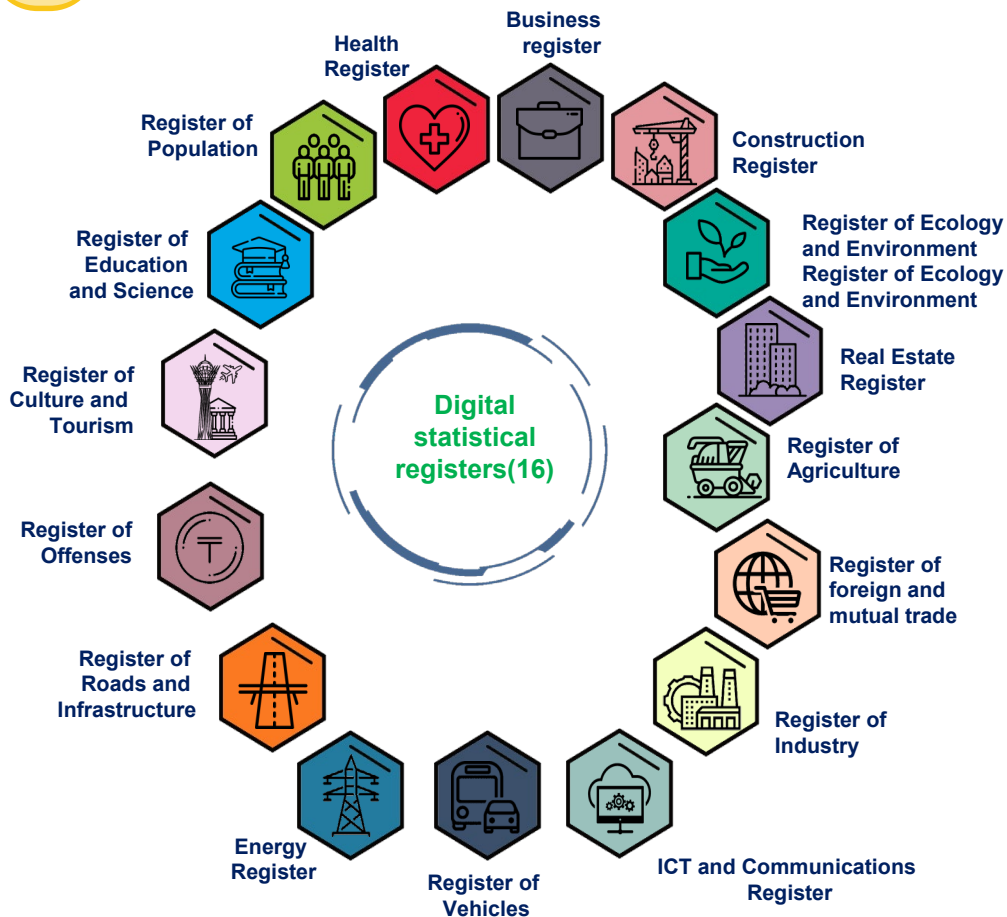 Business
register
Health
Register
Register of
Population
Construction
Register
Register of
Education
and Science
Register of Ecology
and Environment
Register of Ecology
and Environment
Real Estate
Register
Register of
Culture and
Tourism
Digital
statistical
registers(16)
Register of
Agriculture
Register of
Offenses
Register of
foreign and
mutual trade
Register of
Roads and
Infrastructure
Register of
Industry
Energy
Register
Register of
Vehicles
ICT and Communications
Register